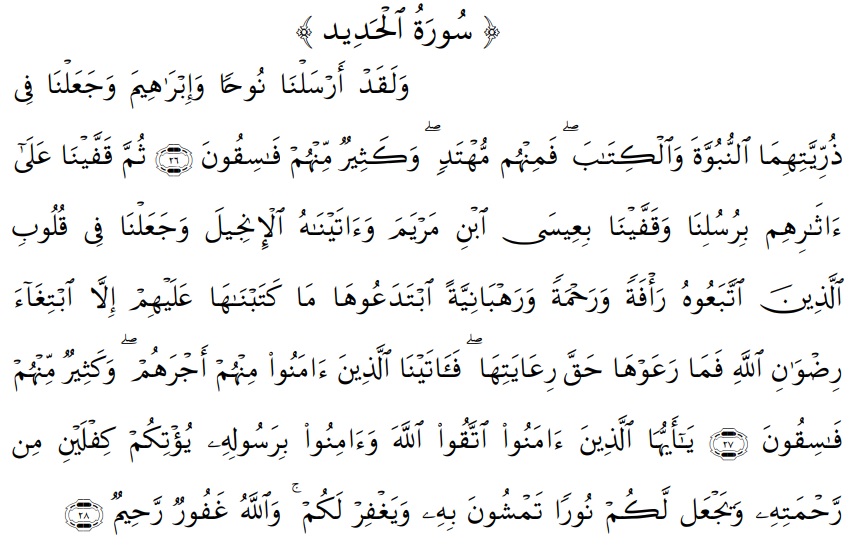 ﴿ سُورَةُ ٱلْحَدِيد ﴾
وَلَقَدْ أَرْسَلْنَا نُوحًا وَإِبْرَٰهِيمَ وَجَعَلْنَا فِى
ذُرِّيَّتِهِمَا ٱلنُّبُوَّةَ وَٱلْكِتَٰبَ ۖ فَمِنْهُم مُّهْتَدٍ ۖ وَكَثِيرٌ مِّنْهُمْ فَٰسِقُونَ ٢٦ ثُمَّ قَفَّيْنَا عَلَىٰٓ
ءَاثَٰرِهِم بِرُسُلِنَا وَقَفَّيْنَا بِعِيسَى ٱبْنِ مَرْيَمَ وَءَاتَيْنَٰهُ ٱلْإِنجِيلَ وَجَعَلْنَا فِى قُلُوبِ
ٱلَّذِينَ ٱتَّبَعُوهُ رَأْفَةً وَرَحْمَةً وَرَهْبَانِيَّةً ٱبْتَدَعُوهَا مَا كَتَبْنَٰهَا عَلَيْهِمْ إِلَّا ٱبْتِغَآءَ
رِضْوَٰنِ ٱللَّهِ فَمَا رَعَوْهَا حَقَّ رِعَايَتِهَا ۖ فَـَٔاتَيْنَا ٱلَّذِينَ ءَامَنُوا۟ مِنْهُمْ أَجْرَهُمْ ۖ وَكَثِيرٌ مِّنْهُمْ
فَٰسِقُونَ ٢٧ يَٰٓأَيُّهَا ٱلَّذِينَ ءَامَنُوا۟ ٱتَّقُوا۟ ٱللَّهَ وَءَامِنُوا۟ بِرَسُولِهِۦ يُؤْتِكُمْ كِفْلَيْنِ مِن
رَّحْمَتِهِۦ وَيَجْعَل لَّكُمْ نُورًا تَمْشُونَ بِهِۦ وَيَغْفِرْ لَكُمْ ۚ وَٱللَّهُ غَفُورٌ رَّحِيمٌ ٢٨